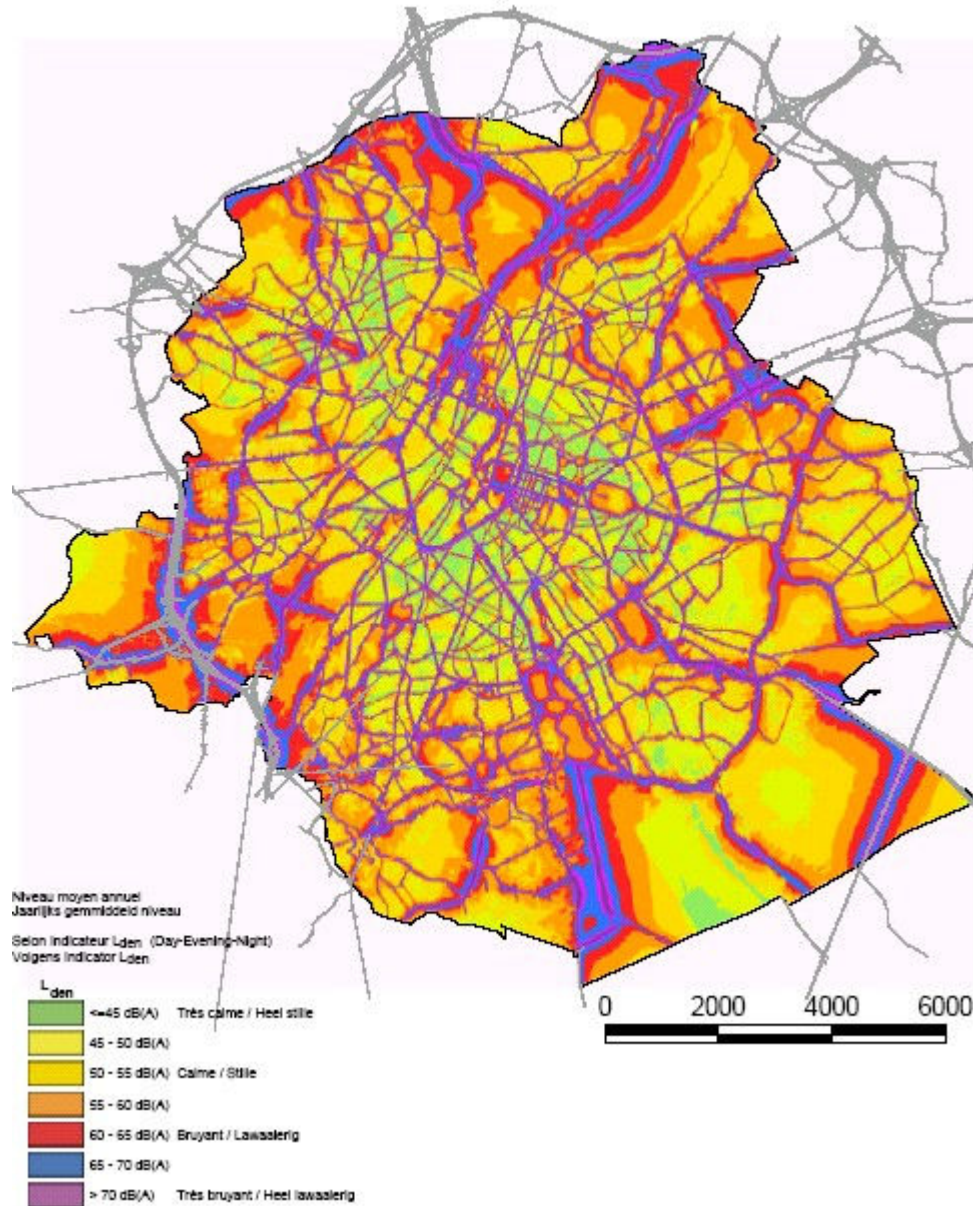 Niveau moyen annuel
Jaarlijks gemmiddeld niveau
Selon indicateur Lden (Day-Evening-Night)
Volgens indicator Lden
Lden
<=45 dB(A) Très calme / Heel stille
45 - 50 dB(A)
50 - 55 dB(A) Calme / Stille
55 - 60 dB(A)
60 - 65 dB(A) Bruyant / Lawaaierig
65 - 70 dB(A)
> 70 dB(A) Très bruyant / Heel lawaaierig
0 2000 4000 6000